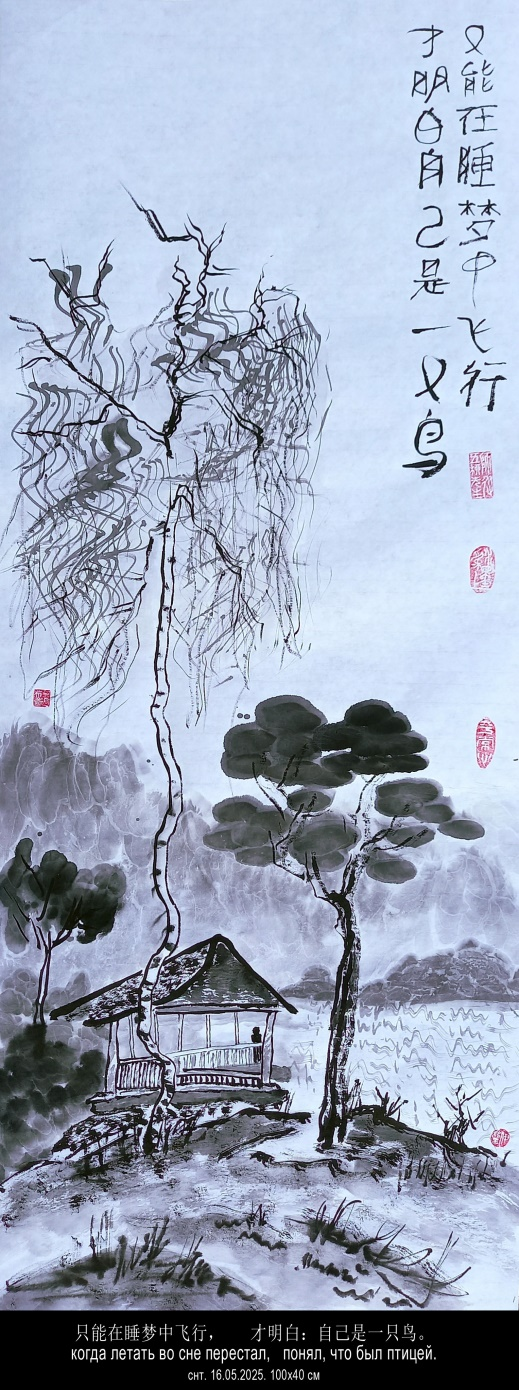 又能在睡梦中飞行
才明白自己是一又鸟
只能在睡梦中飞行， 才明白：自己是一只鸟。
когда летать во сне перестал, понял, что был птицей.
снт. 16.05.2025. 100x40 см